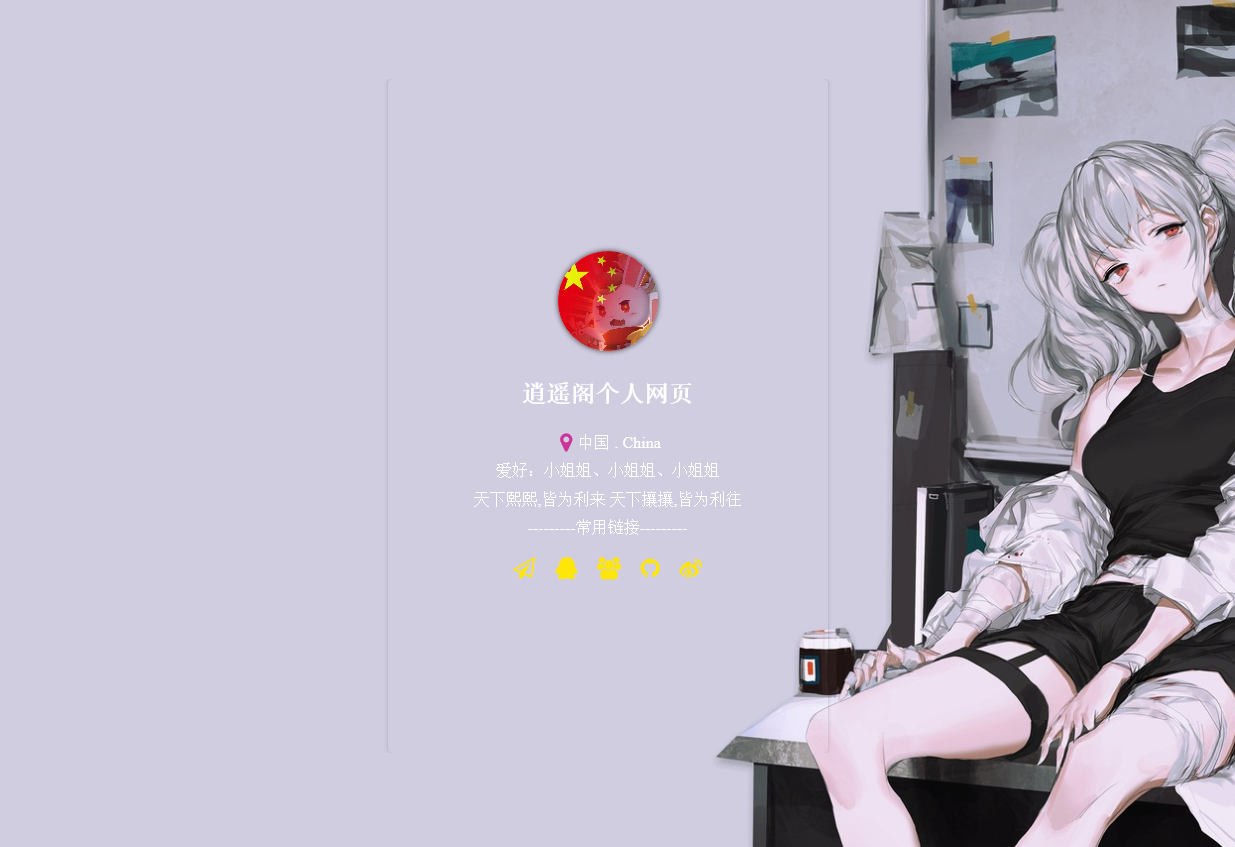 逍遥阁个人网页
中国 . China
爱好：小姐姐、小姐姐、小姐姐
天下熙熙,皆为利来 天下攘攘,皆为利往
---------常用链接---------